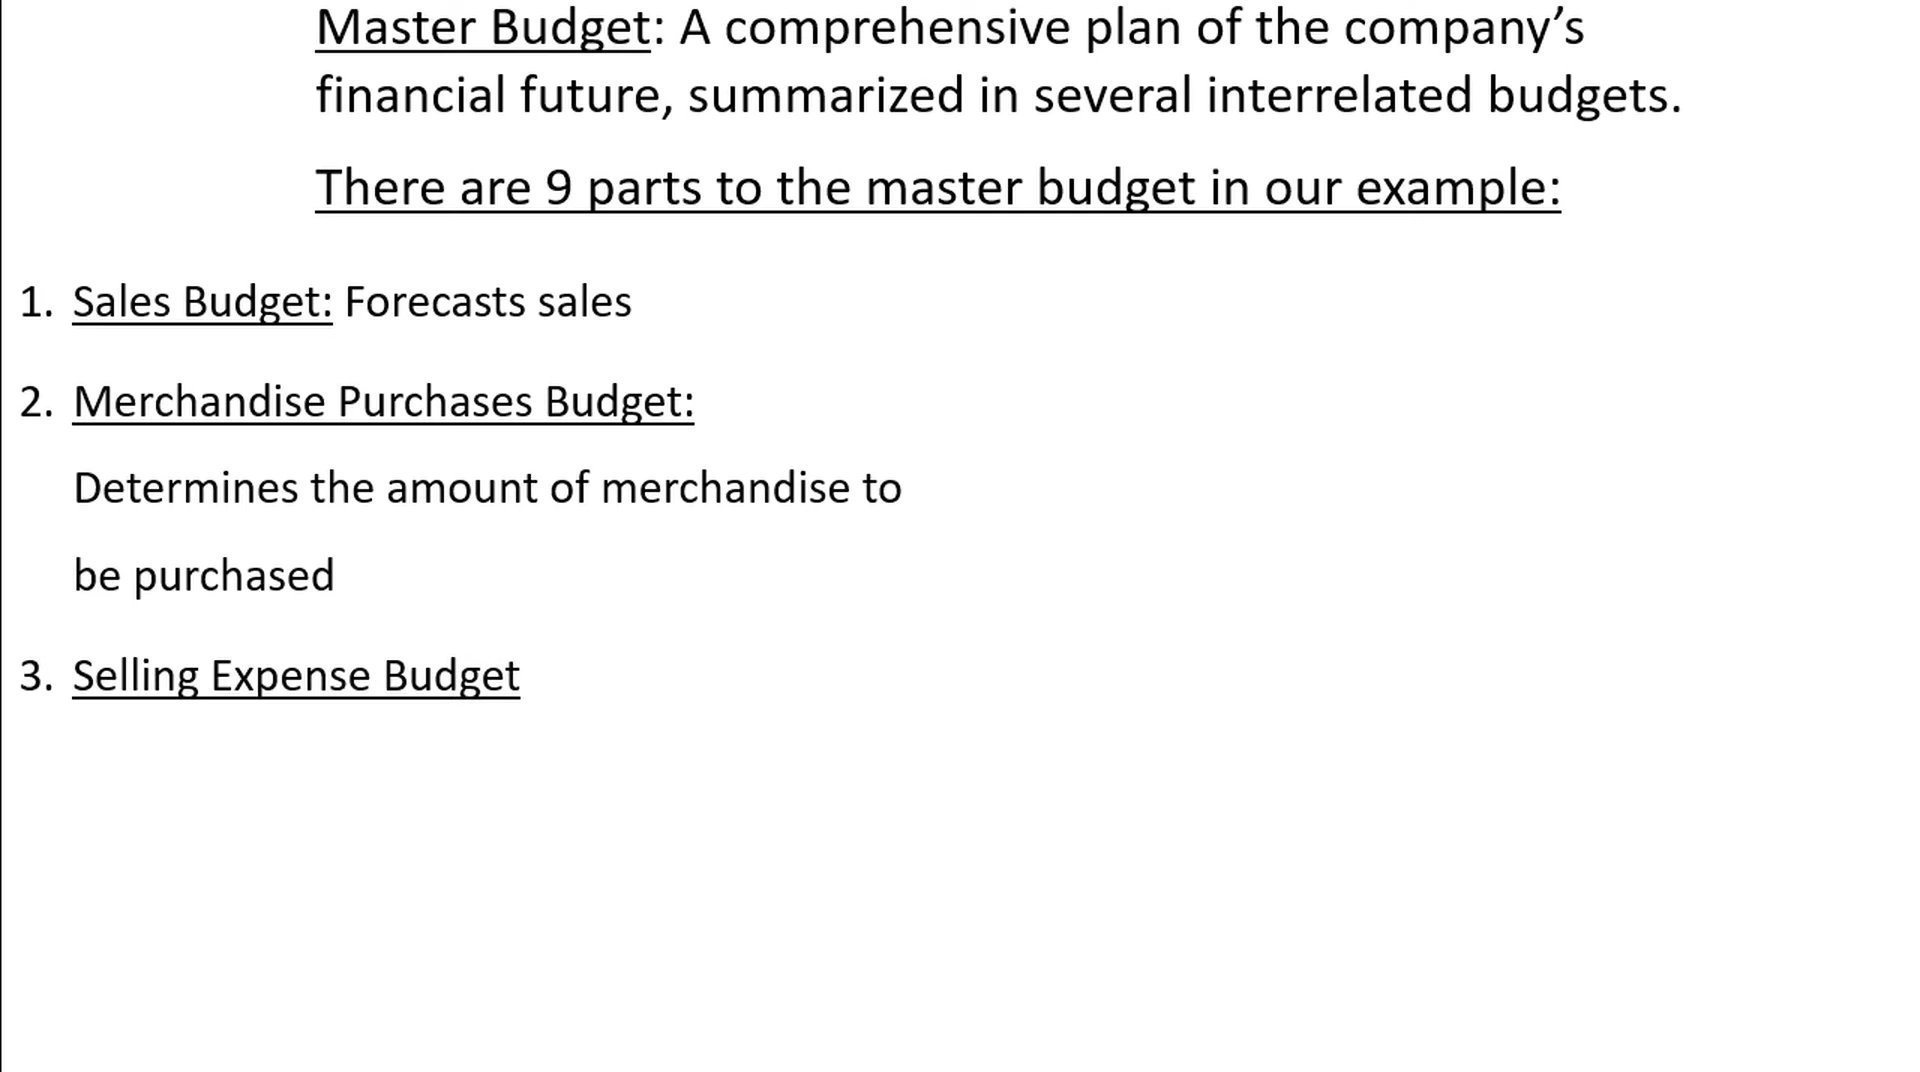 Master Budget: A comprehensive plan of the company’s
financial future, summarized in several interrelated budgets.
There are 9 parts to the master budget in our example:
1. Sales Budget: Forecasts sales
2. Merchandise Purchases Budget:
Determines the amount of merchandise to
be purchased
3. Selling Expense Budget